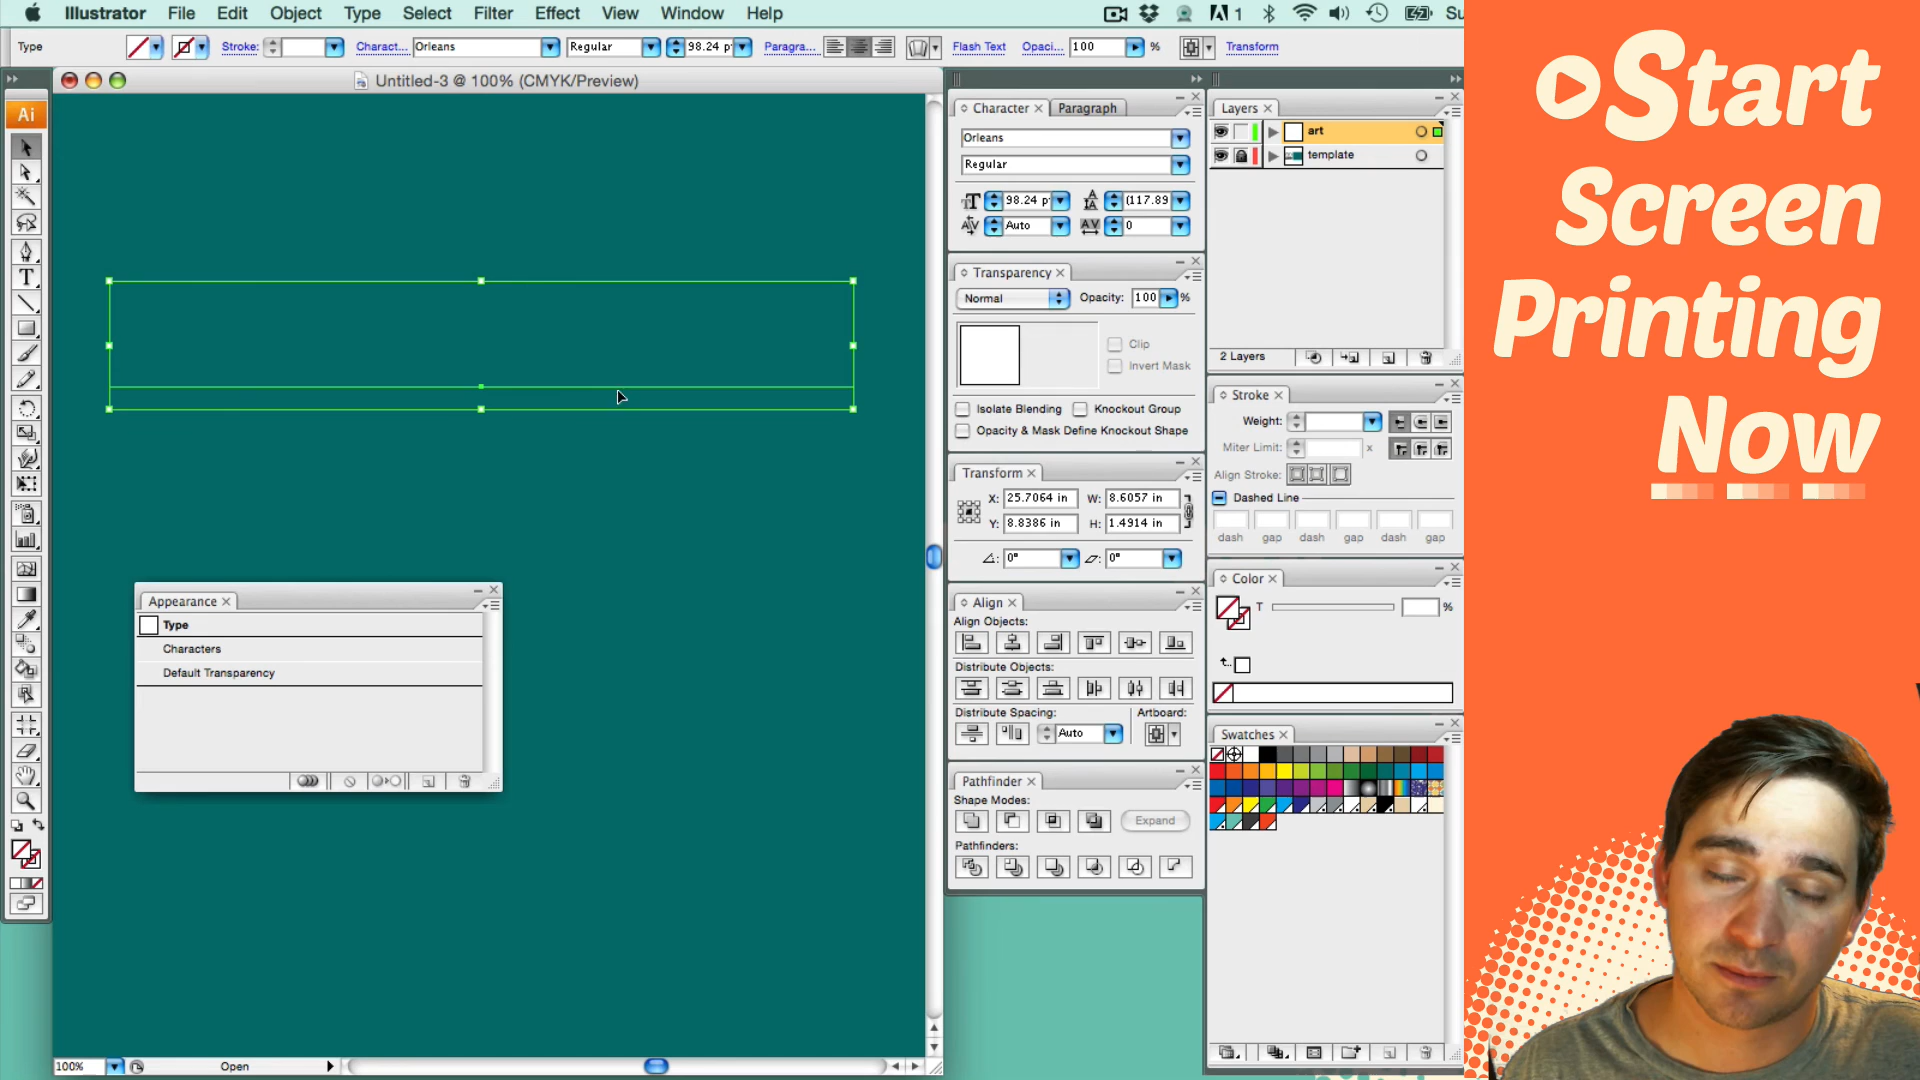 Illustrator File Edit Object Type Select Filter Effect View Window Help
1
Su
Type
Stroke:
Charact...
Orleans
Regular
98.24 p
Paragra...
Flash Text
Opaci...
100
%
Transform
Untitled-3 @ 100% (CMYK/Preview)
Ai
Character
Paragraph
Orleans
Regular
98.24 p
(117.89
Auto
0
Transparency
Normal
Opacity:
100
%
Clip
Invert Mask
Isolate Blending
Knockout Group
Opacity & Mask Define Knockout Shape
Transform
X:
25.7064 in
W:
8.6057 in
Y:
8.8386 in
H:
1.4914 in
0°
0°
Align
Align Objects:
Distribute Objects:
Distribute Spacing:
Artboard:
Auto
Pathfinder
Shape Modes:
Expand
Pathfinders:
Layers
art
template
2 Layers
Stroke
Weight:
Miter Limit:
x
Align Stroke:
Dashed Line
dash gap dash gap dash gap
Color
T
%
Swatches
Appearance
Type
Characters
Default Transparency
100%
Open
Start
Screen
Printing
Now